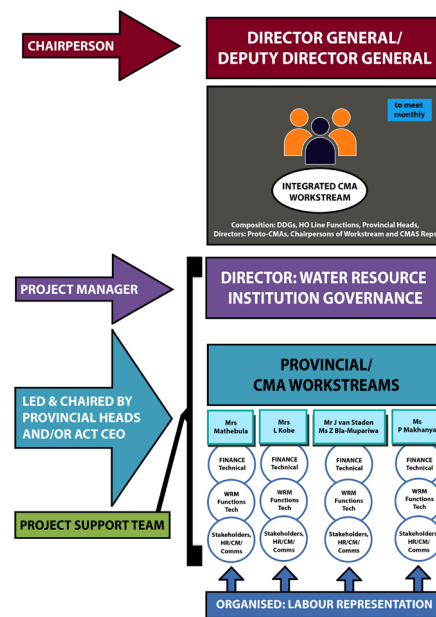 CHAIRPERSON
DIRECTOR GENERAL/
DEPUTY DIRECTOR GENERAL
to meet
monthly
INTEGRATED CMA
WORKSTREAM
Composition: DDGs, HO Line Functions, Provincial Heads,
Directors: Proto-CMAs, Chairpersons of Workstream and CMAS Reps
PROJECT MANAGER
DIRECTOR: WATER RESOURCE
INSTITUTION GOVERNANCE
LED & CHAIRED BY
PROVINCIAL HEADS
AND/OR ACT CEO
PROVINCIAL/
CMA WORKSTREAMS
Mrs
Mathebula
Mrs
L Kobe
Mr J van Staden
Ms Z Bla-Mupariwa
Ms
P Makhanya
FINANCE
Technical
FINANCE
Technical
FINANCE
Technical
FINANCE
Technical
WRM
Functions
Tech
WRM
Functions
Tech
WRM
Functions
Tech
WRM
Functions
Tech
Stakeholders,
HR/CM/
Comms
Stakeholders,
HR/CM/
Comms
Stakeholders,
HR/CM/
Comms
Stakeholders,
HR/CM/
Comms
PROJECT SUPPORT TEAM
ORGANISED: LABOUR REPRESENTATION